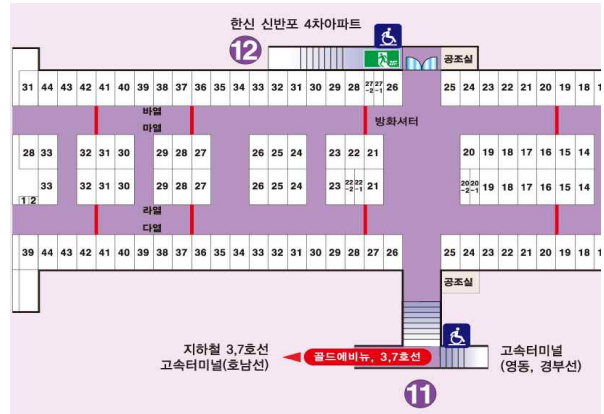 한신 신반포 4차아파트
12
공조실
31 44 43 42 41 40 39 38 37 36 35 34 33 32 31 30 29 28 27-2 27-1 26 25 24 23 22 21 20 19 18
바열
마열
방화셔터
28 33 32 31 30 29 28 27 26 25 24 23 22 21 20 19 18 17 16 15 14
33 32 31 30 29 28 27 26 25 24 23 22-2 22-1 21 20-2 20-1 19 18 17 16 15 14
1 2
라열
다열
39 44 43 42 41 40 39 38 37 36 35 34 33 32 31 30 29 28 27 26 25 24 23 22 21 20 19 18
공조실
지하철 3,7호선
고속터미널(호남선)
골드에비뉴, 3,7호선
고속터미널
(영동, 경부선)
11